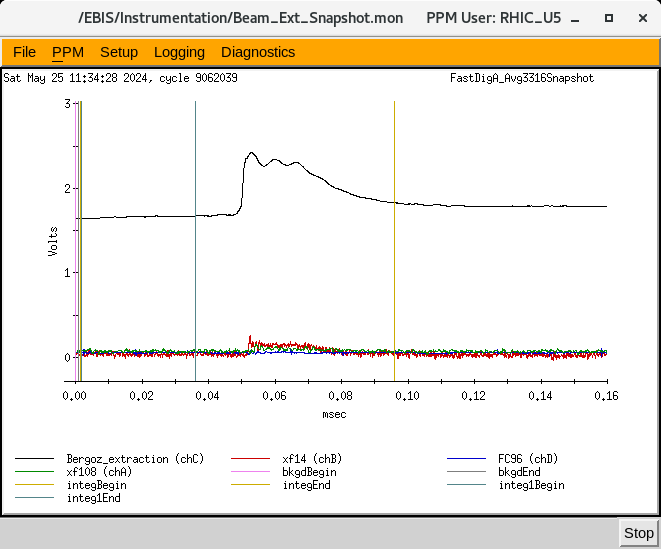 /EBIS/Instrumentation/Beam_Ext_Snapshot.mon PPM User: RHIC_U5
File PPM Setup Logging Diagnostics
Sat May 25 11:34:28 2024, cycle 9062039 FastDigA_Avg3316Snapshot
3
2
Volts
1
0
0.00 0.02 0.04 0.06 0.08 0.10 0.12 0.14 0.16
msec
Bergoz_extraction (chC) xf14 (chB) FC96 (chD)
xf108 (chA) bkgdBegin bkgdEnd
integBegin integEnd integ1Begin
integ1End
Stop